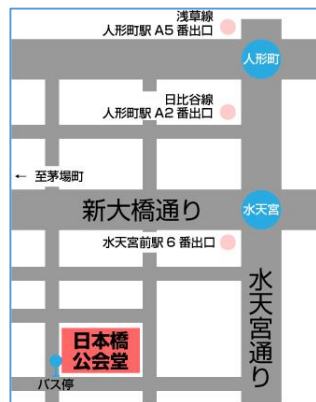 浅草線
人形町駅 A5 番出口
人形町
日比谷線
人形町駅 A2 番出口
← 至茅場町
新大橋通り
水天宮
水天宮前駅 6 番出口
水天宮通り
日本橋
公会堂
バス停